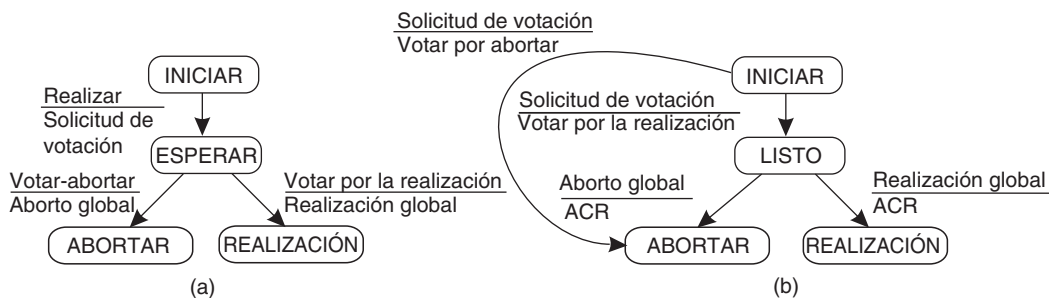 INICIAR
Realizar
Solicitud de
votación
ESPERAR
Votar-abortar
Aborto global
Votar por la realización
Realización global
ABORTAR
REALIZACIÓN
(a)
Solicitud de votación
Votar por abortar
INICIAR
Solicitud de votación
Votar por la realización
LISTO
Aborto global
ACR
Realización global
ACR
ABORTAR
REALIZACIÓN
(b)